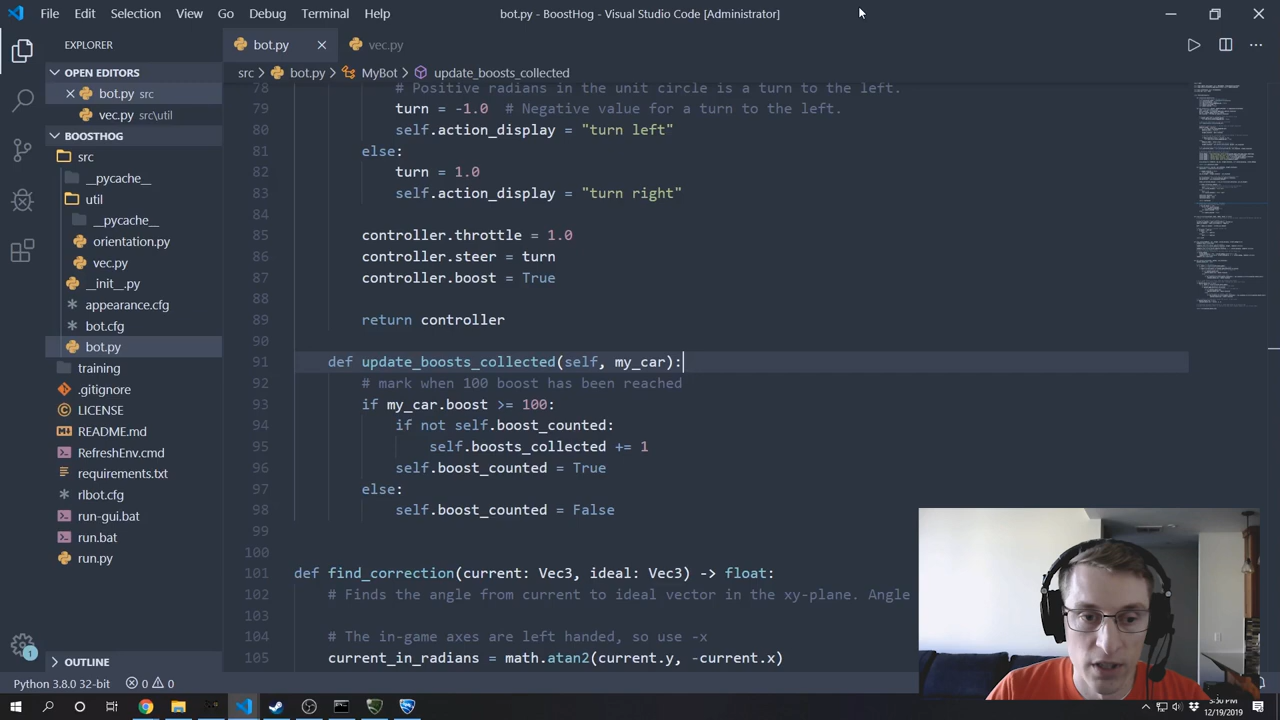 File Edit Selection View Go Debug Terminal Help bot.py - BoostHog - Visual Studio Code [Administrator]
EXPLORER
bot.py
vec.py
OPEN EDITORS
src > bot.py > MyBot > update_boosts_collected
bot.py src
vec.py src\util
BOOSTHOG
src
__pycache__
util
__pycache__
orientation.py
vec.py
__init__.py
appearance.cfg
bot.cfg
bot.py
training
.gitignore
LICENSE
README.md
RefreshEnv.cmd
requirements.txt
rlbot.cfg
run-gui.bat
run.bat
run.py
OUTLINE
78 # Positive radians in the unit circle is a turn to the left.
79 turn = -1.0 # Negative value for a turn to the left.
80 self.action_display = "turn left"
81 else:
82 turn = 1.0
83 self.action_display = "turn right"
84
85 controller.throttle = 1.0
86 controller.steer = turn
87 controller.boost = True
88
89 return controller
90
91 def update_boosts_collected(self, my_car):
92 # mark when 100 boost has been reached
93 if my_car.boost >= 100:
94 if not self.boost_counted:
95 self.boosts_collected += 1
96 self.boost_counted = True
97 else:
98 self.boost_counted = False
99
100
101 def find_correction(current: Vec3, ideal: Vec3) -> float:
102 # Finds the angle from current to ideal vector in the xy-plane. Angle
103
104 # The in-game axes are left handed, so use -x
105 current_in_radians = math.atan2(current.y, -current.x)
1
Python 3.8.0 32-bit 0 0
12/19/2019